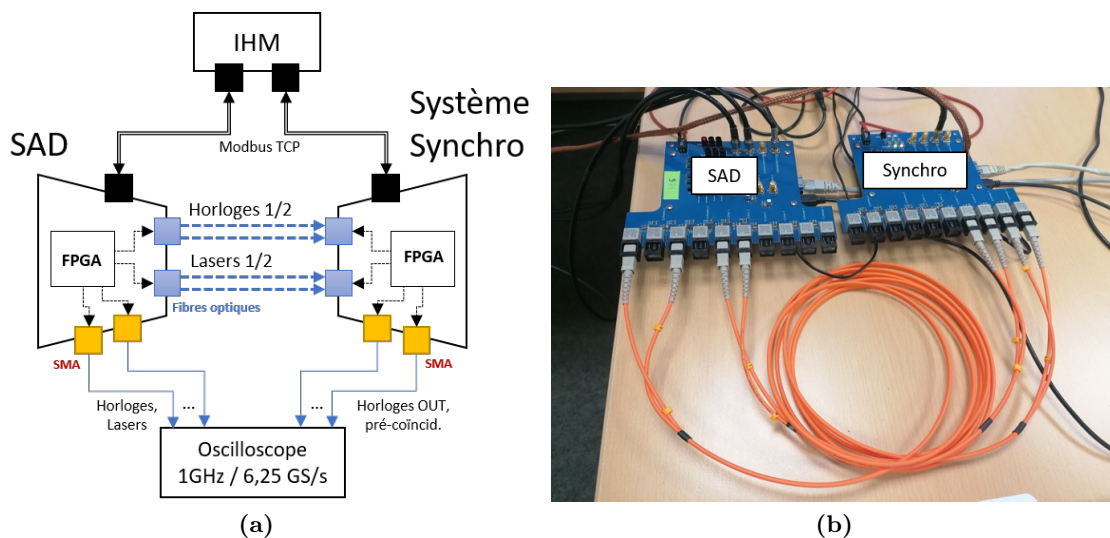 IHM
SAD
Système
Synchro
Modbus TCP
Horloges 1/2
FPGA
FPGA
Lasers 1/2
Fibres optiques
SMA
SMA
Horloges,
Lasers
...
...
Horloges OUT,
pré-coïncid.
Oscilloscope
1GHz / 6,25 GS/s
(a)
SAD
Synchro
(b)